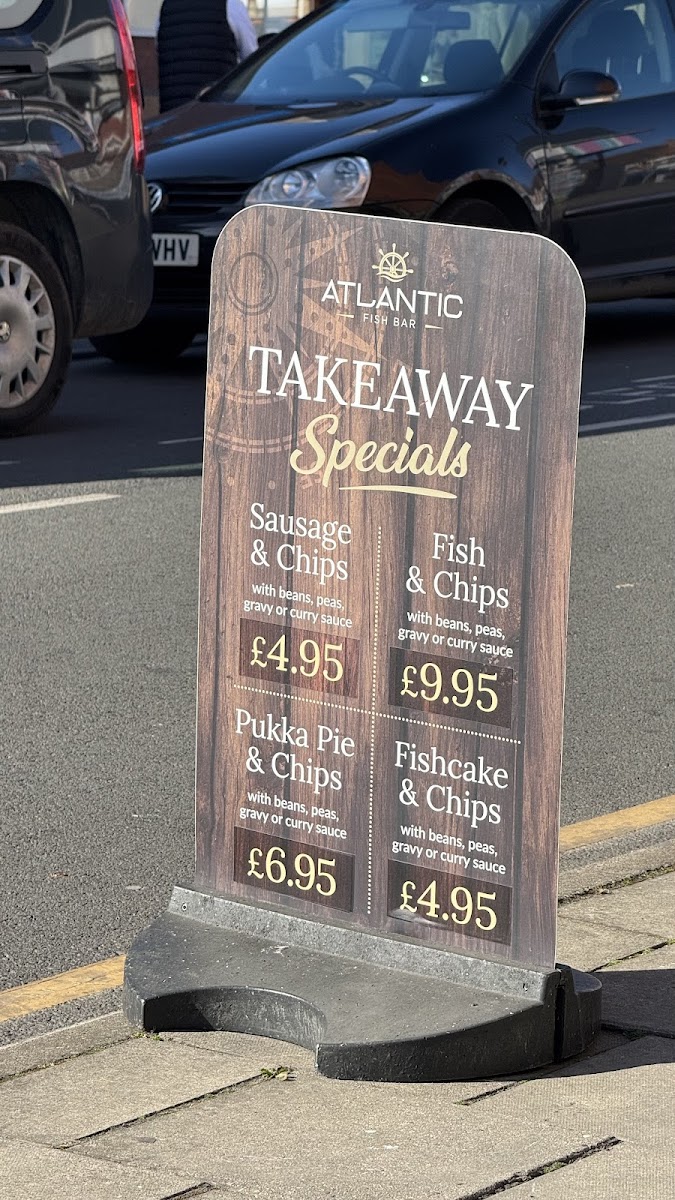 VHV
ATLANTIC
FISH BAR
TAKEAWAY
Specials
Sausage
& Chips
with beans, peas,
gravy or curry sauce
£4.95
Fish
& Chips
with beans, peas,
gravy or curry sauce
£9.95
Pukka Pie
& Chips
with beans, peas,
gravy or curry sauce
£6.95
Fishcake
& Chips
with beans, peas,
gravy or curry sauce
£4.95